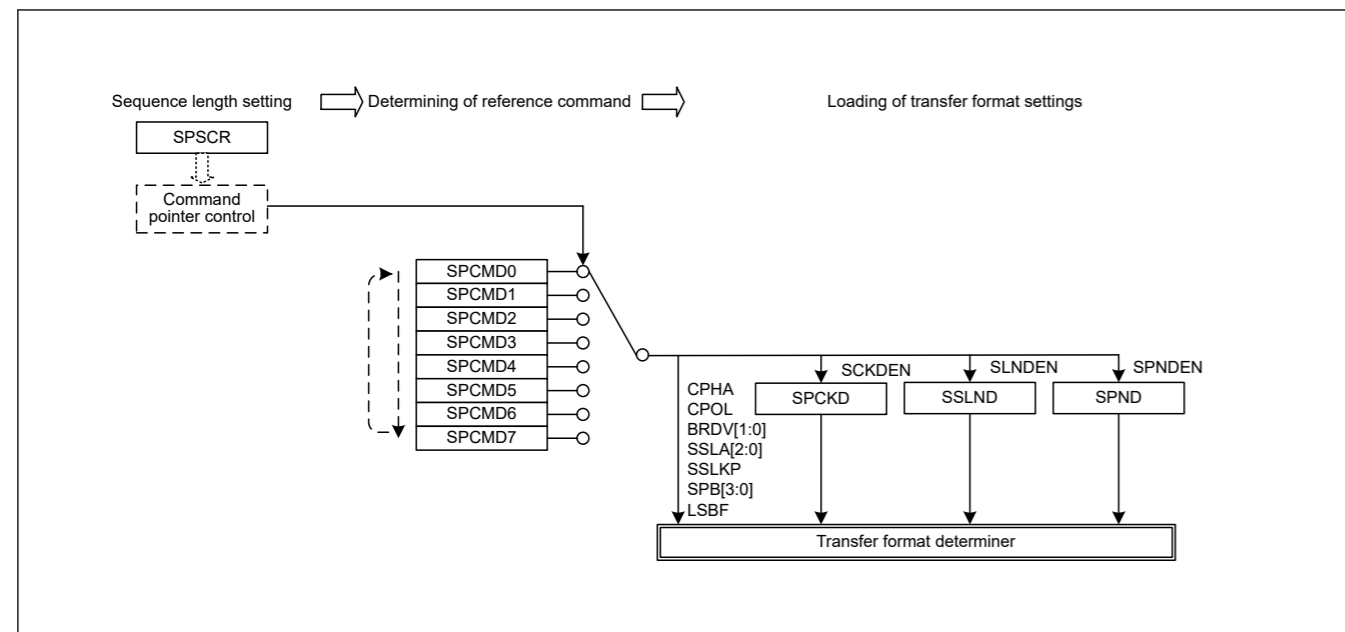 Sequence length setting
Determining of reference command
Loading of transfer format settings
SPSCR
Command
pointer control
SPCMD0
SPCMD1
SPCMD2
SPCMD3
SPCMD4
SPCMD5
SPCMD6
SPCMD7
CPHA
CPOL
BRDV[1:0]
SSLA[2:0]
SSLKP
SPB[3:0]
LSBF
SCKDEN
SPCKD
SLNDEN
SSLND
SPNDEN
SPND
Transfer format determiner